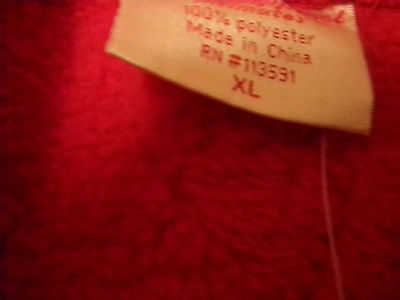 100% polyester
Made in China
RN #113591
XL